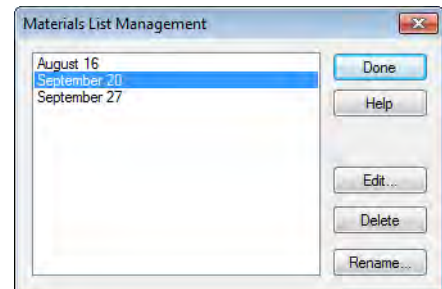 Materials List Management
August 16
September 20
September 27
Done
Help
Edit...
Delete
Rename...